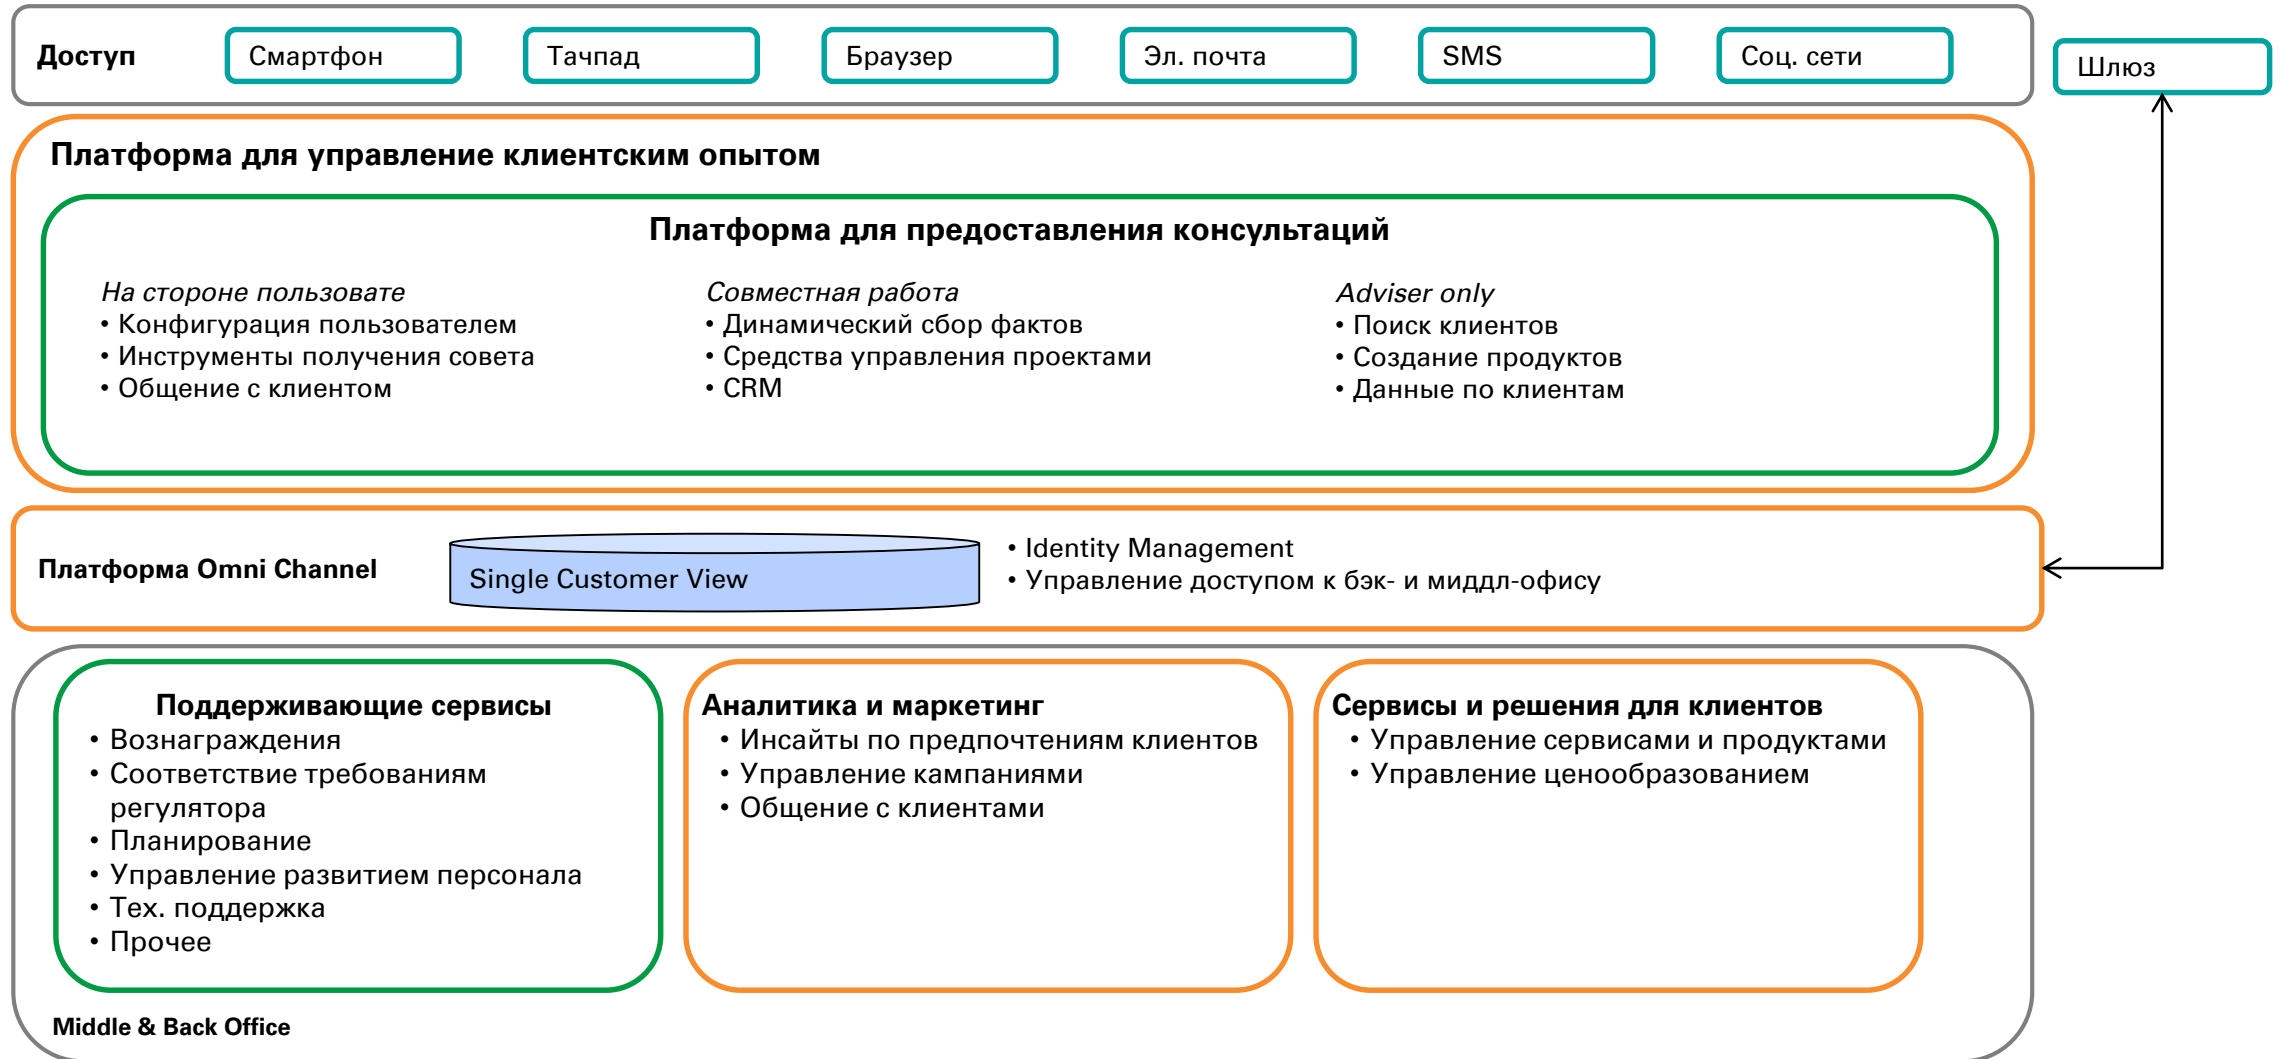 Доступ
Смартфон
Тачпад
Браузер
Эл. почта
SMS
Соц. сети
Шлюз
Платформа для управление клиентским опытом
Платформа для предоставления консультаций
На стороне пользовате
• Конфигурация пользователем
• Инструменты получения совета
• Общение с клиентом
Совместная работа
• Динамический сбор фактов
• Средства управления проектами
• CRM
Adviser only
• Поиск клиентов
• Создание продуктов
• Данные по клиентам
Платформа Omni Channel
Single Customer View
• Identity Management
• Управление доступом к бэк- и миддл-офису
Поддерживающие сервисы
• Вознаграждения
• Соответствие требованиям
регулятора
• Планирование
• Управление развитием персонала
• Тех. поддержка
• Прочее
Аналитика и маркетинг
• Инсайты по предпочтениям клиентов
• Управление кампаниями
• Общение с клиентами
Сервисы и решения для клиентов
• Управление сервисами и продуктами
• Управление ценообразованием
Middle & Back Office